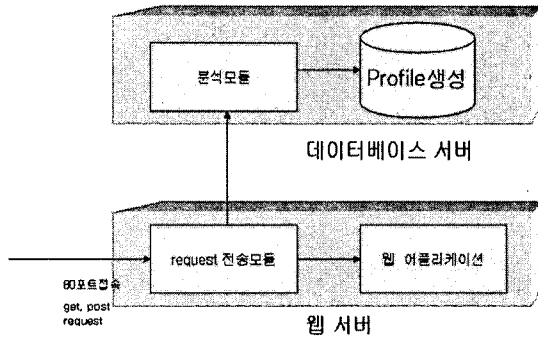 분석모듈
Profile생성
데이터베이스 서버
request 전송모듈
웹 어플리케이션
80포트접속
get, post
request
웹 서버